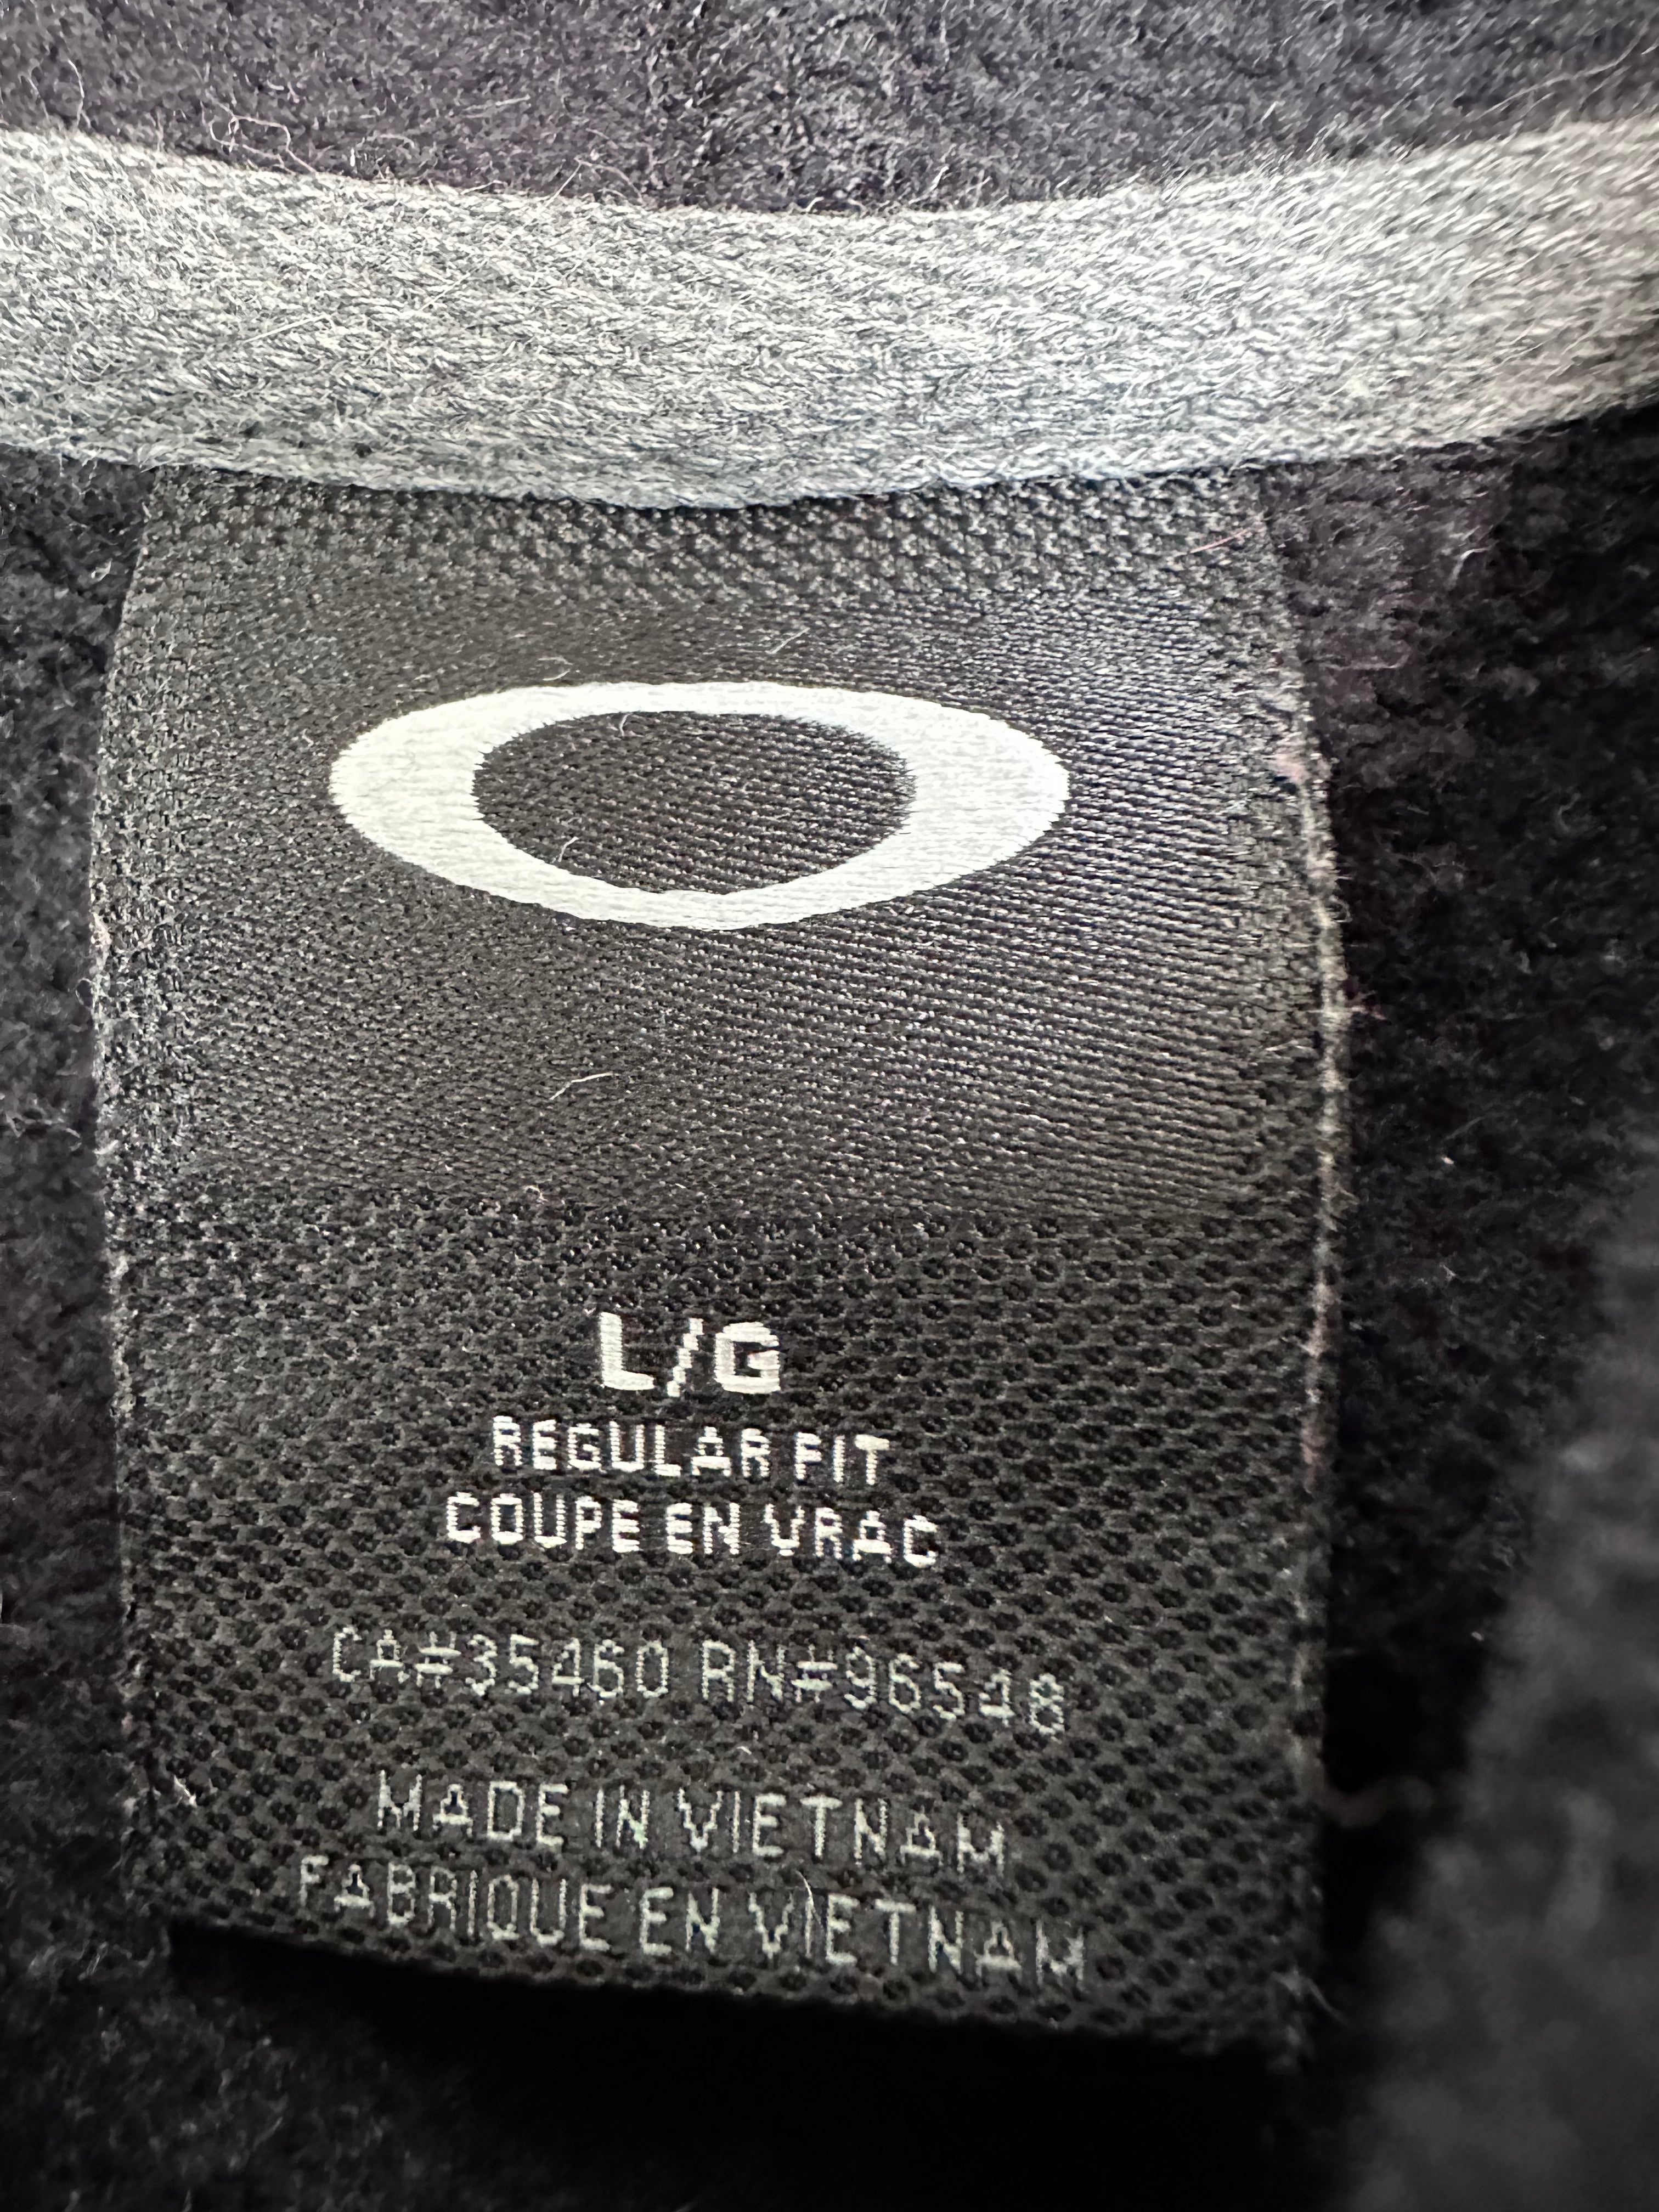 L/G
REGULAR FIT
COUPE EN VRAC
CA#35460 RN#96548
MADE IN VIETNAM
FABRIQUE EN VIETNAM